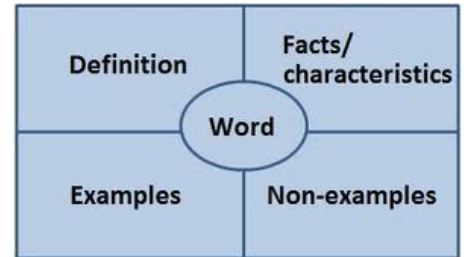 Definition
Facts/
characteristics
Word
Examples
Non-examples